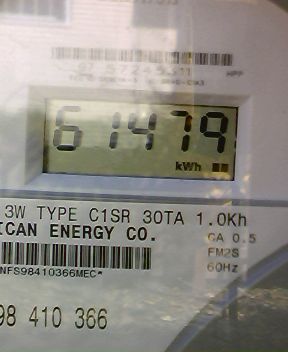 61479
kWh
3W TYPE C1SR 30TA 1.0Kh
ICAN ENERGY CO.
CA 0.5
FM2S
60Hz
NFS98410366MEC*
98 410 366